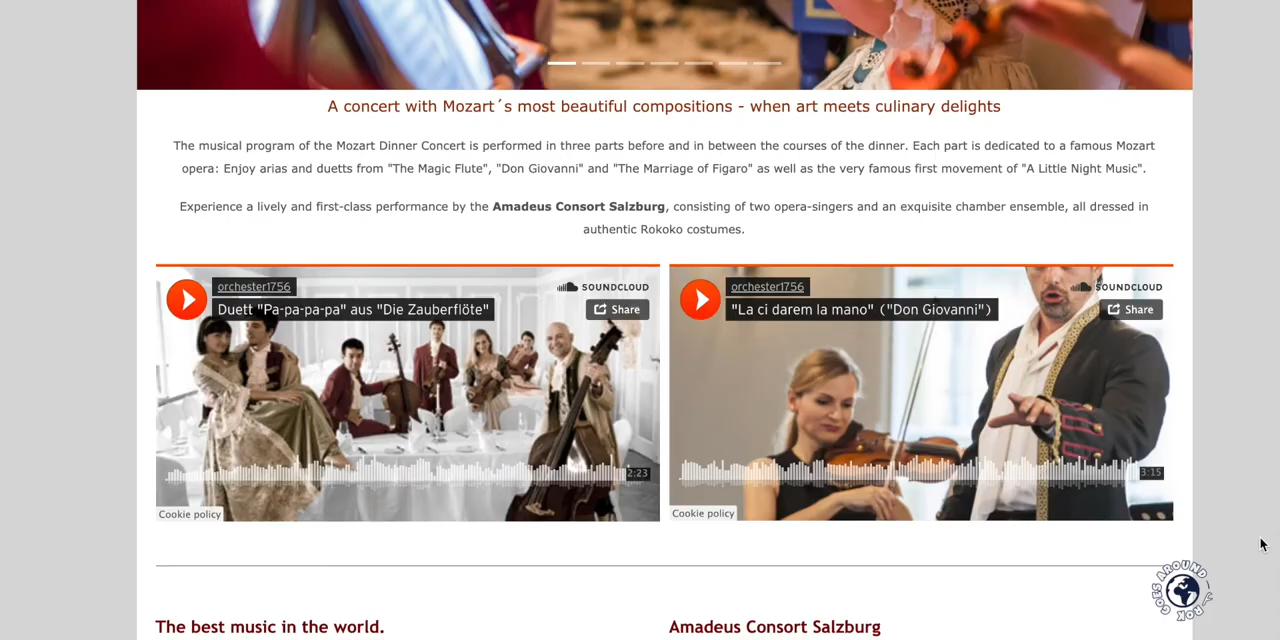 A concert with Mozart´s most beautiful compositions - when art meets culinary delights
The musical program of the Mozart Dinner Concert is performed in three parts before and in between the courses of the dinner. Each part is dedicated to a famous Mozart
opera: Enjoy arias and duetts from "The Magic Flute", "Don Giovanni" and "The Marriage of Figaro" as well as the very famous first movement of "A Little Night Music".
Experience a lively and first-class performance by the Amadeus Consort Salzburg, consisting of two opera-singers and an exquisite chamber ensemble, all dressed in
authentic Rokoko costumes.
orchester1756
SOUNDCLOUD
Duett "Pa-pa-pa-pa" aus "Die Zauberflöte"
Share
2:23
Cookie policy
orchester1756
SOUNDCLOUD
"La ci darem la mano" ("Don Giovanni")
Share
3:15
Cookie policy
The best music in the world.
Amadeus Consort Salzburg
GOES AROUND